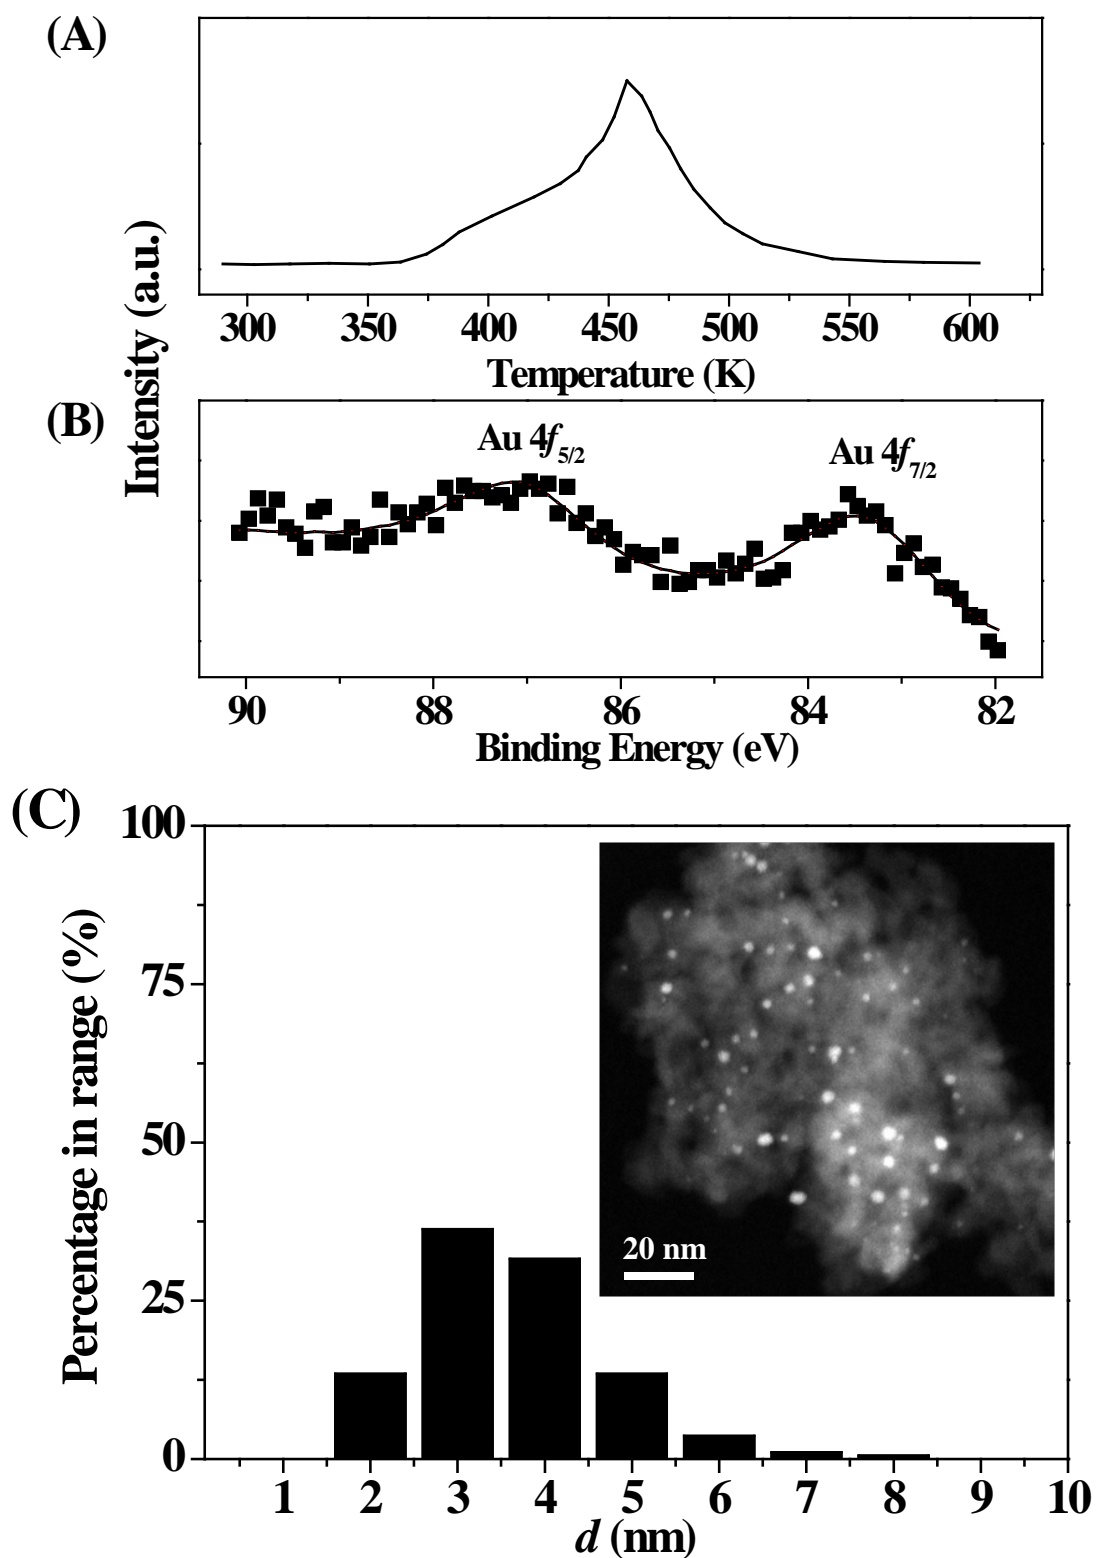 (A)
Intensity (a.u.)
300 350 400 450 500 550 600
Temperature (K)
(B)
Au 4f5/2
Au 4f7/2
90 88 86 84 82
Binding Energy (eV)
(C)
Percentage in range (%)
100
75
50
25
0
20 nm
1 2 3 4 5 6 7 8 9 10
d (nm)